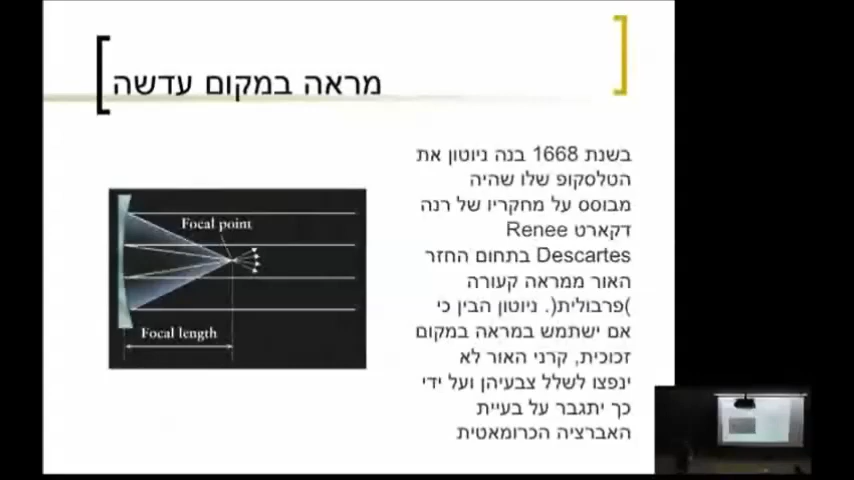 מראה במקום עדשה
בשנת 1668 בנה ניוטון את
הטלסקופ שלו שהיה
מבוסס על מחקריו של רנה
דקארט Renee
Descartes בתחום החזר
האור ממראה קעורה
)פרבולית(. ניוטון הבין כי
אם ישתמש במראה במקום
זכוכית, קרני האור לא
ינפצו לשלל צבעיהן ועל ידי
כך יתגבר על בעיית
האברציה הכרומאטית
Focal point
Focal length